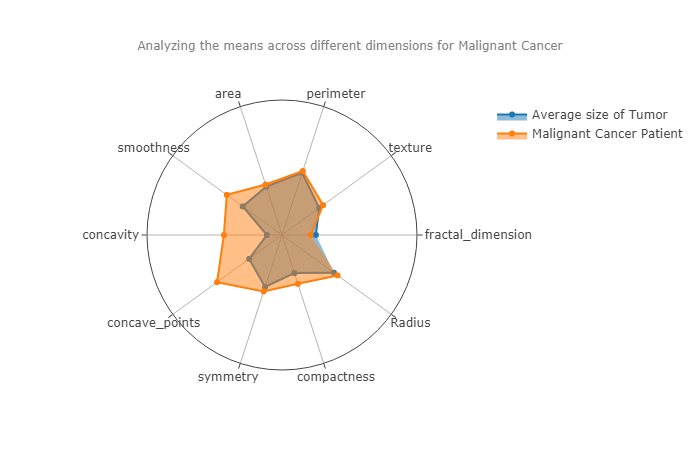 Analyzing the means across different dimensions for Malignant Cancer
area
perimeter
Average size of Tumor
Malignant Cancer Patient
smoothness
texture
concavity
fractal_dimension
concave_points
Radius
symmetry
compactness